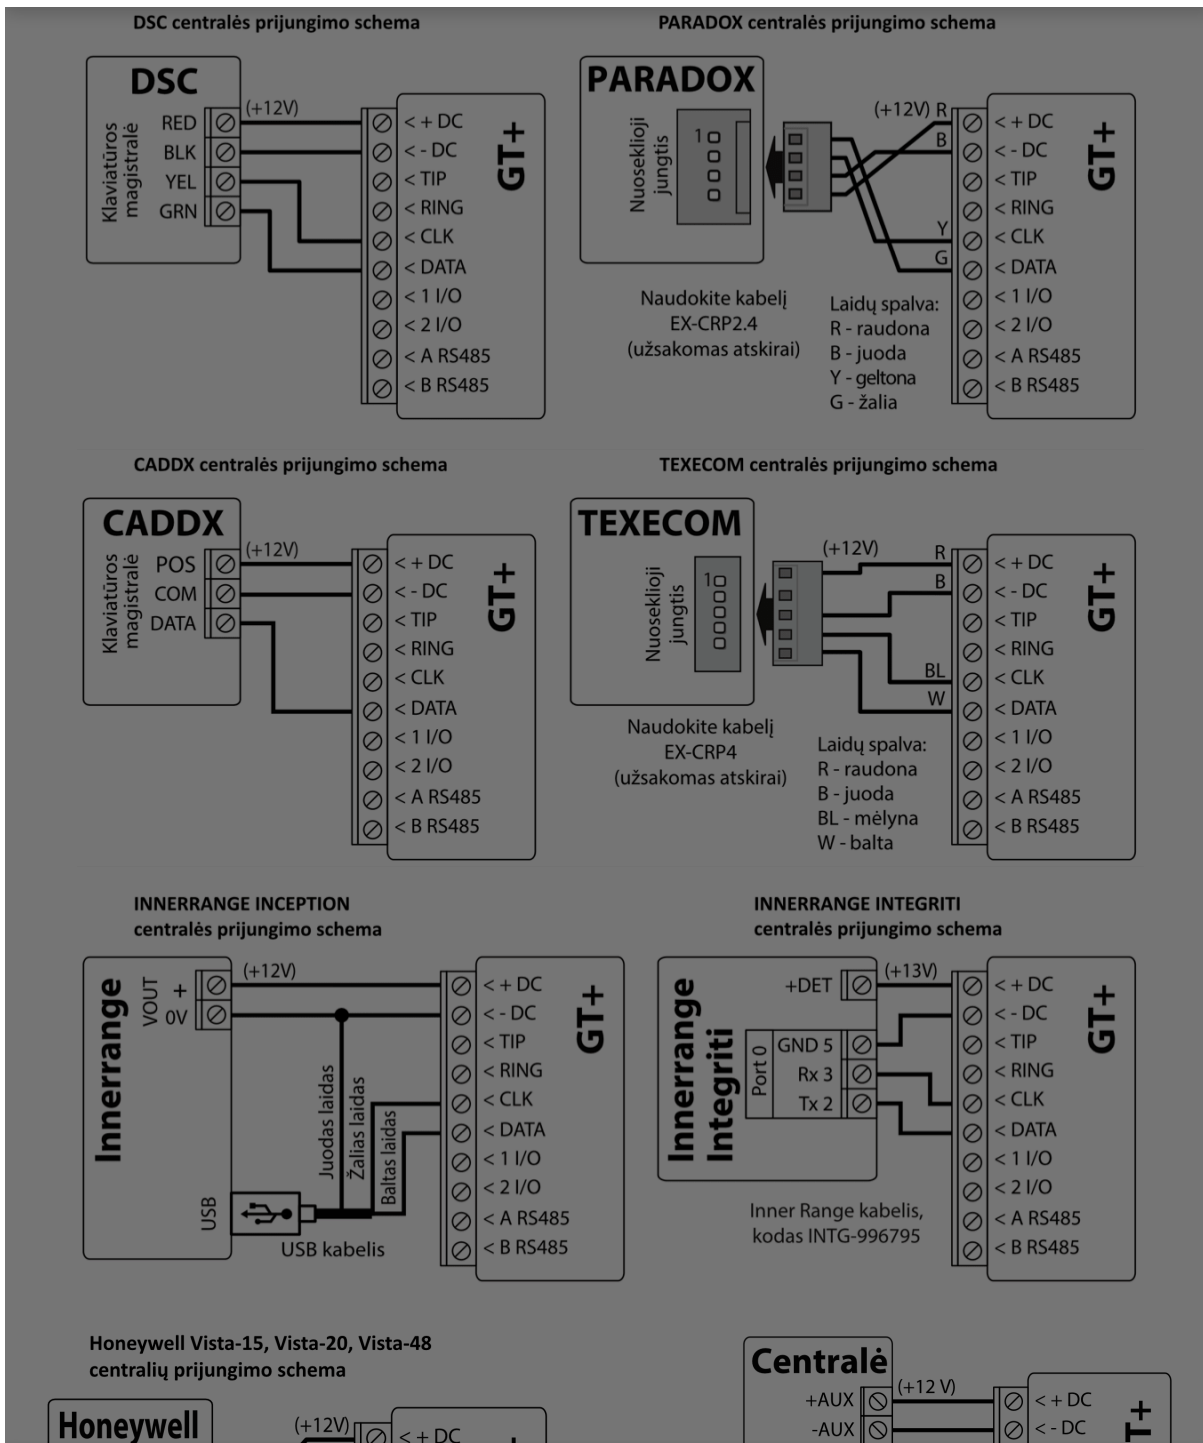 DSC centralės prijungimo schema
DSC
Klaviatūros
magistralė
RED
BLK
YEL
GRN
(+12V)
GT+
< + DC
< - DC
< TIP
< RING
< CLK
< DATA
< 1 I/O
< 2 I/O
< A RS485
< B RS485
PARADOX centralės prijungimo schema
PARADOX
Nuoseklioji
jungtis
1
(+12V) R
B
Y
G
GT+
< + DC
< - DC
< TIP
< RING
< CLK
< DATA
< 1 I/O
< 2 I/O
< A RS485
< B RS485
Naudokite kabelį
EX-CRP2.4
(užsakomas atskirai)
Laidų spalva:
R - raudona
B - juoda
Y - geltona
G - žalia
CADDX centralės prijungimo schema
CADDX
Klaviatūros
magistralė
POS
COM
DATA
(+12V)
GT+
< + DC
< - DC
< TIP
< RING
< CLK
< DATA
< 1 I/O
< 2 I/O
< A RS485
< B RS485
TEXECOM centralės prijungimo schema
TEXECOM
Nuoseklioji
jungtis
1
(+12V) R
B
BL
W
GT+
< + DC
< - DC
< TIP
< RING
< CLK
< DATA
< 1 I/O
< 2 I/O
< A RS485
< B RS485
Naudokite kabelį
EX-CRP4
(užsakomas atskirai)
Laidų spalva:
R - raudona
B - juoda
BL - mėlyna
W - balta
INNERRANGE INCEPTION
centralės prijungimo schema
Innerrange
VOUT
+
0V
(+12V)
Juodas laidas
Žalias laidas
Baltas laidas
USB
USB kabelis
GT+
< + DC
< - DC
< TIP
< RING
< CLK
< DATA
< 1 I/O
< 2 I/O
< A RS485
< B RS485
INNERRANGE INTEGRITI
centralės prijungimo schema
Innerrange
Integriti
+DET
(+13V)
Port 0
GND 5
Rx 3
Tx 2
GT+
< + DC
< - DC
< TIP
< RING
< CLK
< DATA
< 1 I/O
< 2 I/O
< A RS485
< B RS485
Inner Range kabelis,
kodas INTG-996795
Honeywell Vista-15, Vista-20, Vista-48
centralių prijungimo schema
Honeywell
(+12V)
< + DC
Centralė
+AUX
-AUX
(+12 V)
< + DC
< - DC
T+